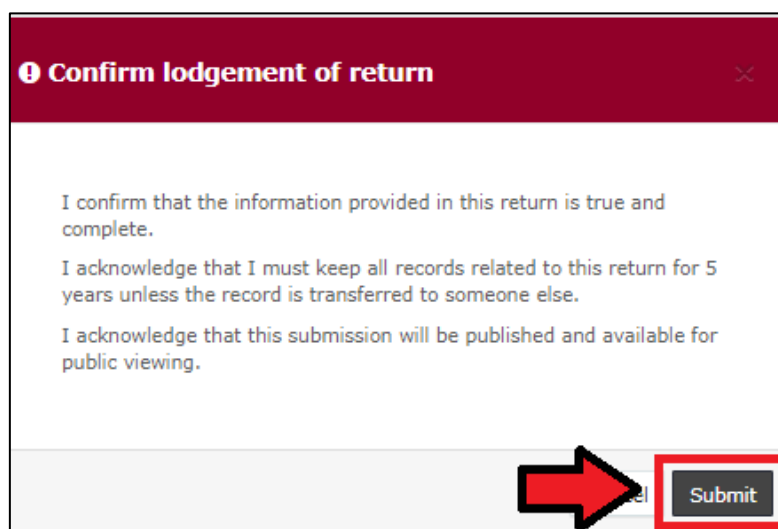 Confirm lodgement of return
I confirm that the information provided in this return is true and
complete.
I acknowledge that I must keep all records related to this return for 5
years unless the record is transferred to someone else.
I acknowledge that this submission will be published and available for
public viewing.
Submit